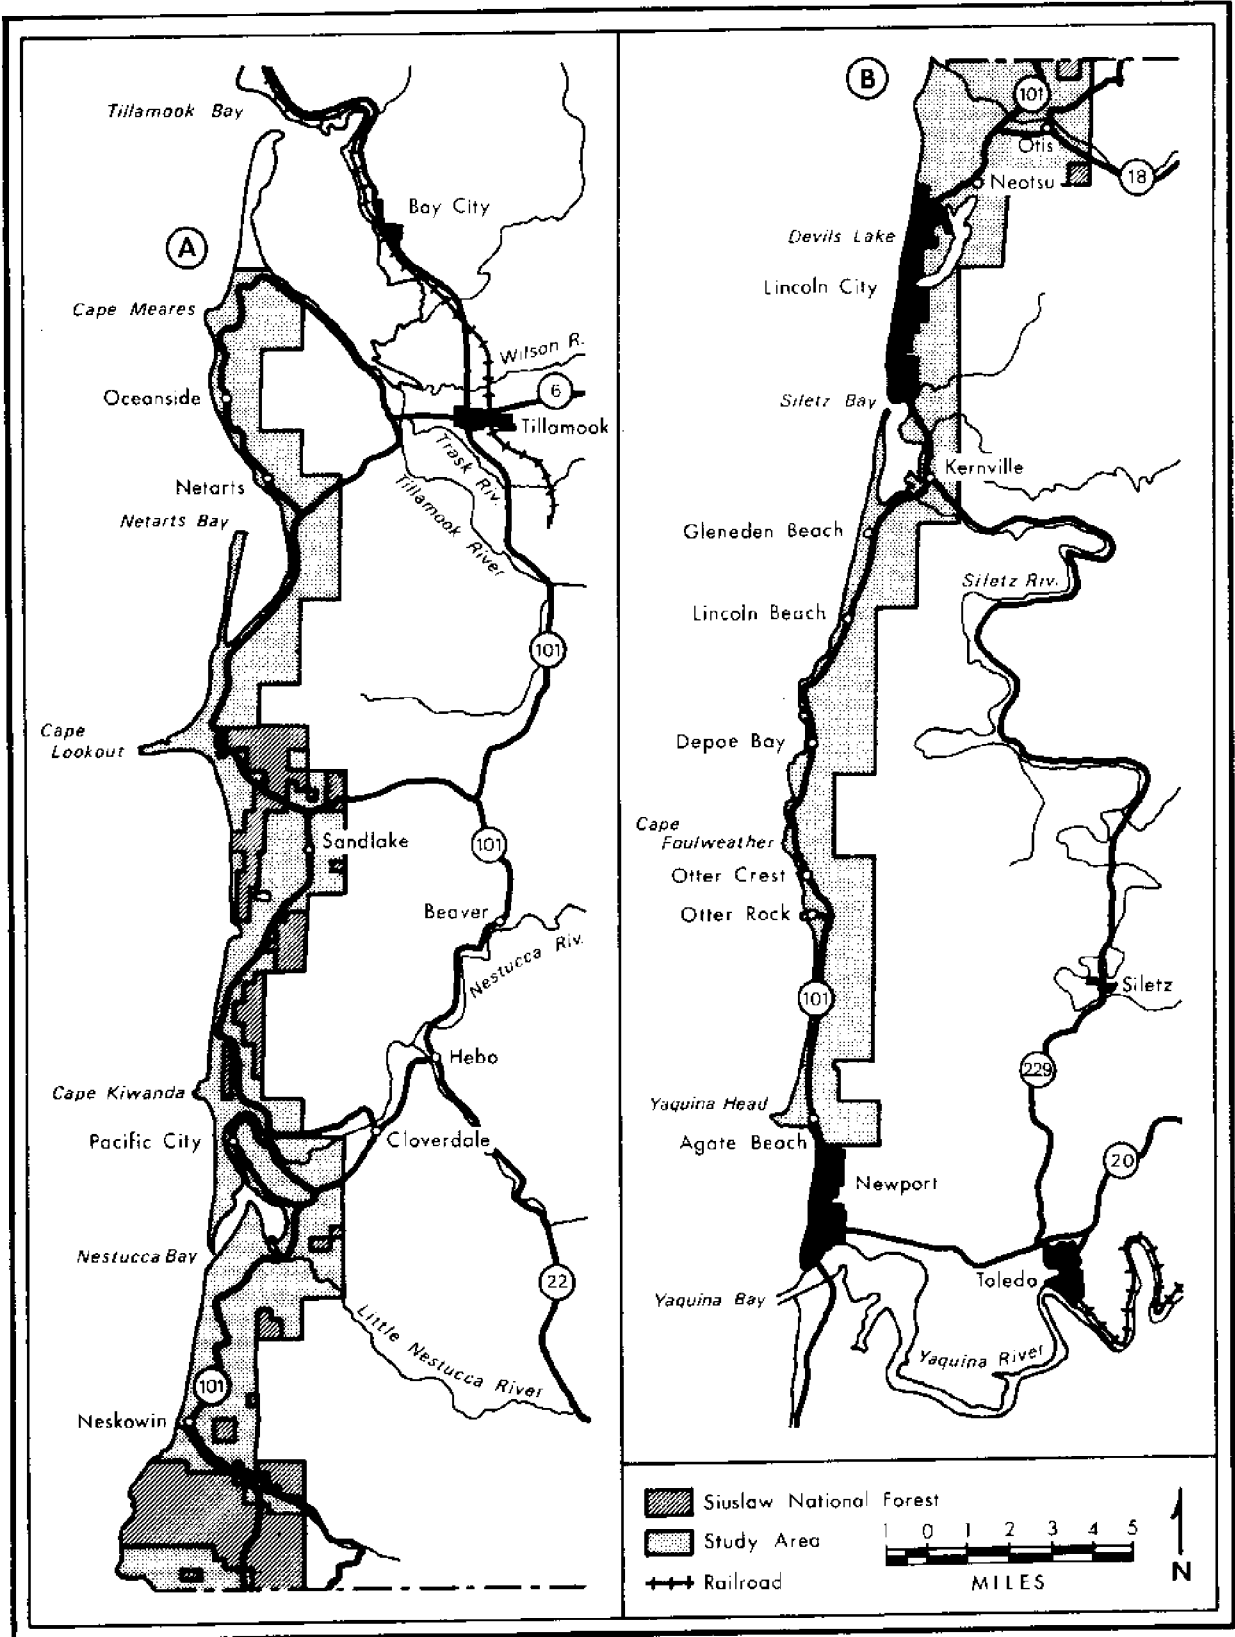 Tillamook Bay
A
Bay City
Cape Meares
Wilson R.
6
Oceanside
Tillamook
Trask Riv.
Netarts
Tillamook River
Netarts Bay
101
Cape
Lookout
Sandlake
101
Beaver
Nestucca Riv.
Hebo
Cape Kiwanda
Pacific City
Cloverdale
Nestucca Bay
22
Little Nestucca River
101
Neskowin
B
101
Otis
18
Neotsu
Devils Lake
Lincoln City
Siletz Bay
Kernville
Gleneden Beach
Siletz Riv.
Lincoln Beach
Depoe Bay
Cape
Foulweather
Otter Crest
Otter Rock
Siletz
101
229
Yaquina Head
Agate Beach
20
Newport
Toledo
Yaquina Bay
Yaquina River
Siuslaw National Forest
Study Area
Railroad
1 0 1 2 3 4 5
MILES
N